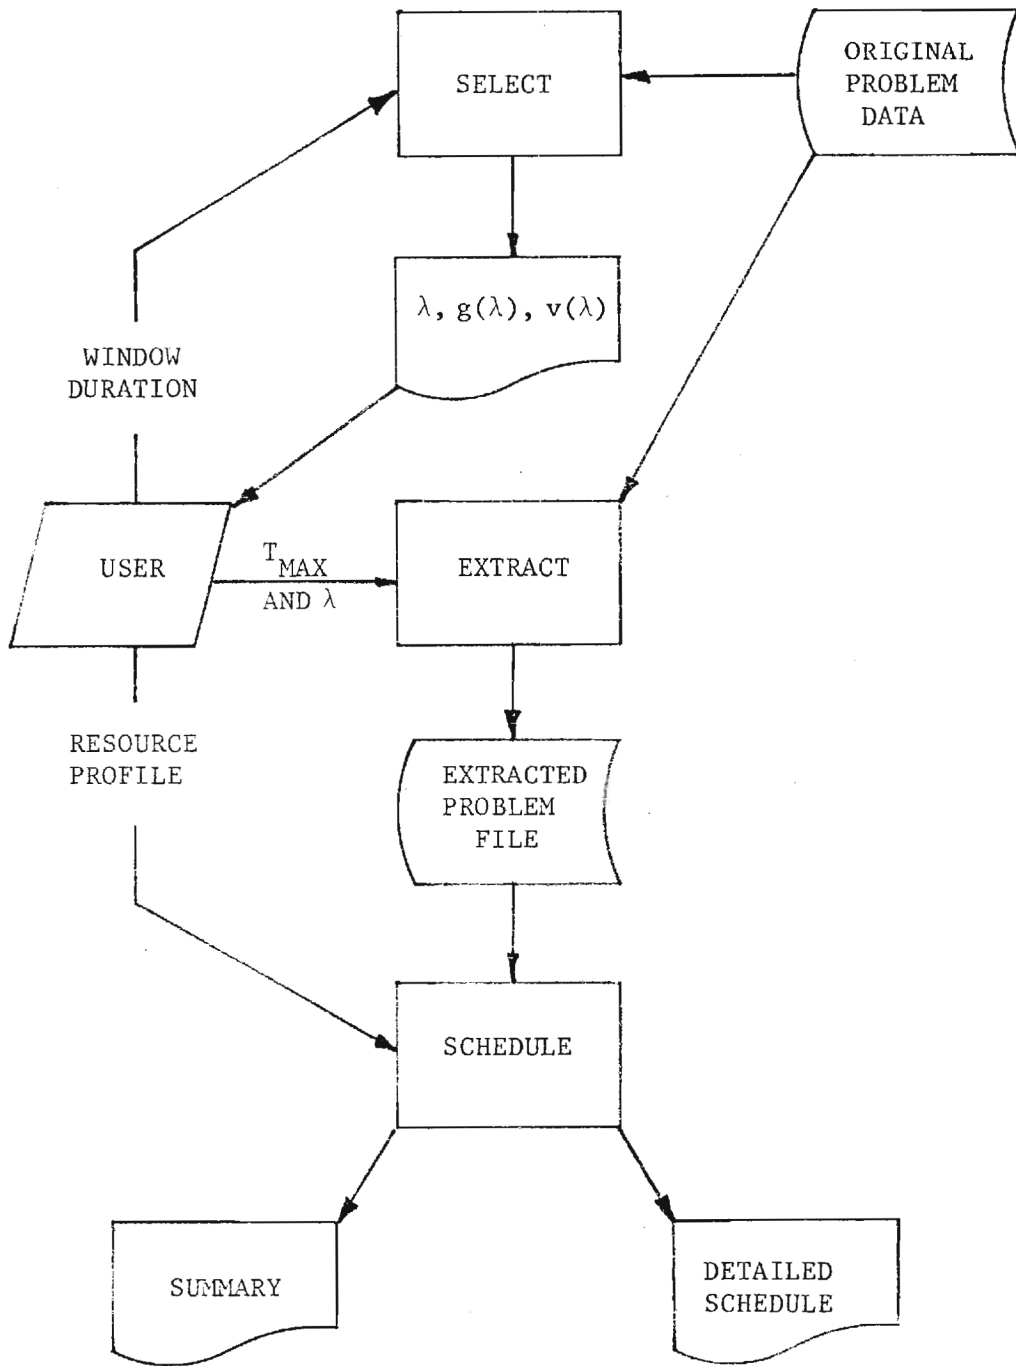 SELECT
ORIGINAL
PROBLEM
DATA
λ, g(λ), v(λ)
WINDOW
DURATION
USER
T_MAX
AND λ
EXTRACT
RESOURCE
PROFILE
EXTRACTED
PROBLEM
FILE
SCHEDULE
SUMMARY
DETAILED
SCHEDULE